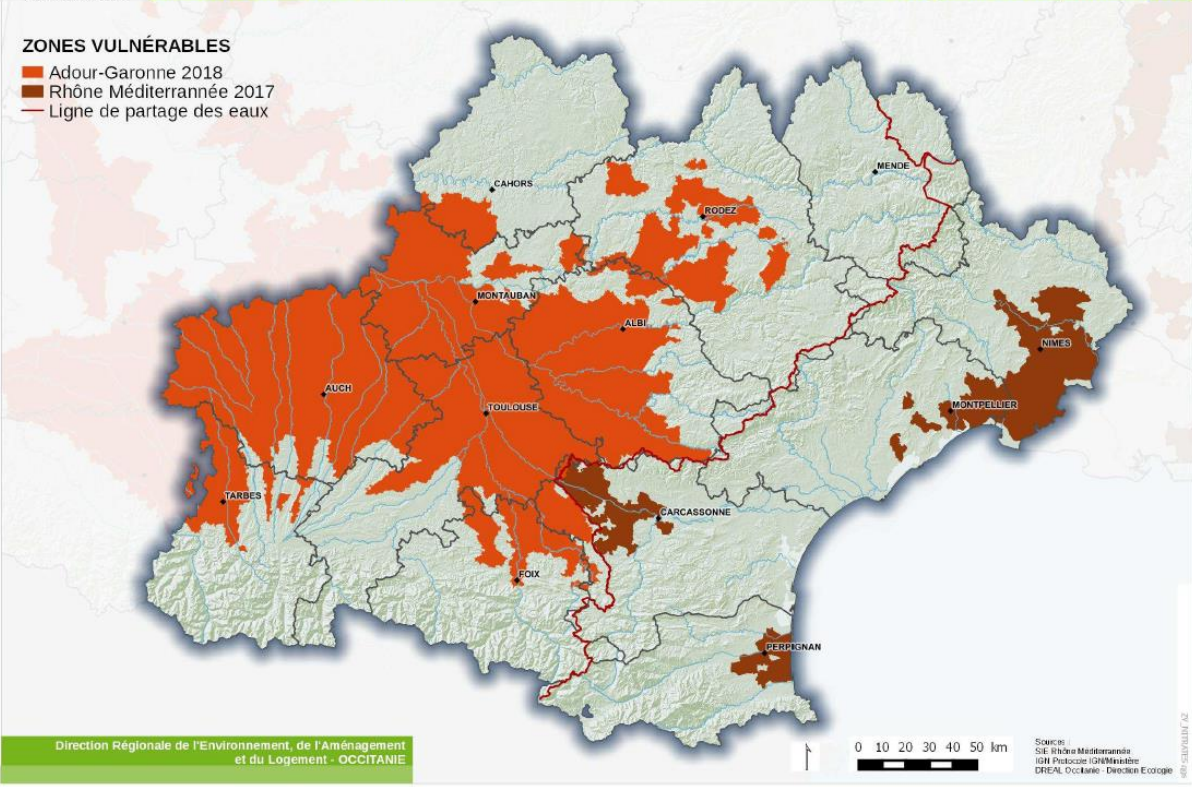 ZONES VULNÉRABLES
Adour-Garonne 2018
Rhône Méditerrannée 2017
Ligne de partage des eaux
MENDE
CAHORS
RODEZ
MONTAUBAN
ALBI
NIMES
AUCH
MONTPELLIER
TOULOUSE
TARBES
CARCASSONNE
FOIX
PERPIGNAN
Direction Régionale de l'Environnement, de l'Aménagement
et du Logement - OCCITANIE
0 10 20 30 40 50 km
Sources :
SIE Rhône Méditerrannée
IGN Protocole IGN/Ministère
DREAL Occitanie - Direction Ecologie